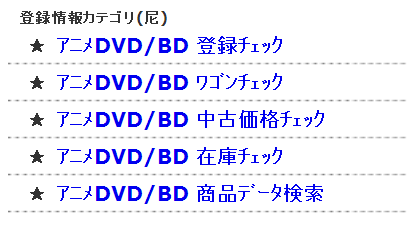 登録情報カテゴリ(尼)
★ ｱﾆﾒDVD/BD 登録ﾁｪｯｸ
★ ｱﾆﾒDVD/BD ﾜｺﾞﾝﾁｪｯｸ
★ ｱﾆﾒDVD/BD 中古価格ﾁｪｯｸ
★ ｱﾆﾒDVD/BD 在庫ﾁｪｯｸ
★ ｱﾆﾒDVD/BD 商品ﾃﾞｰﾀ検索